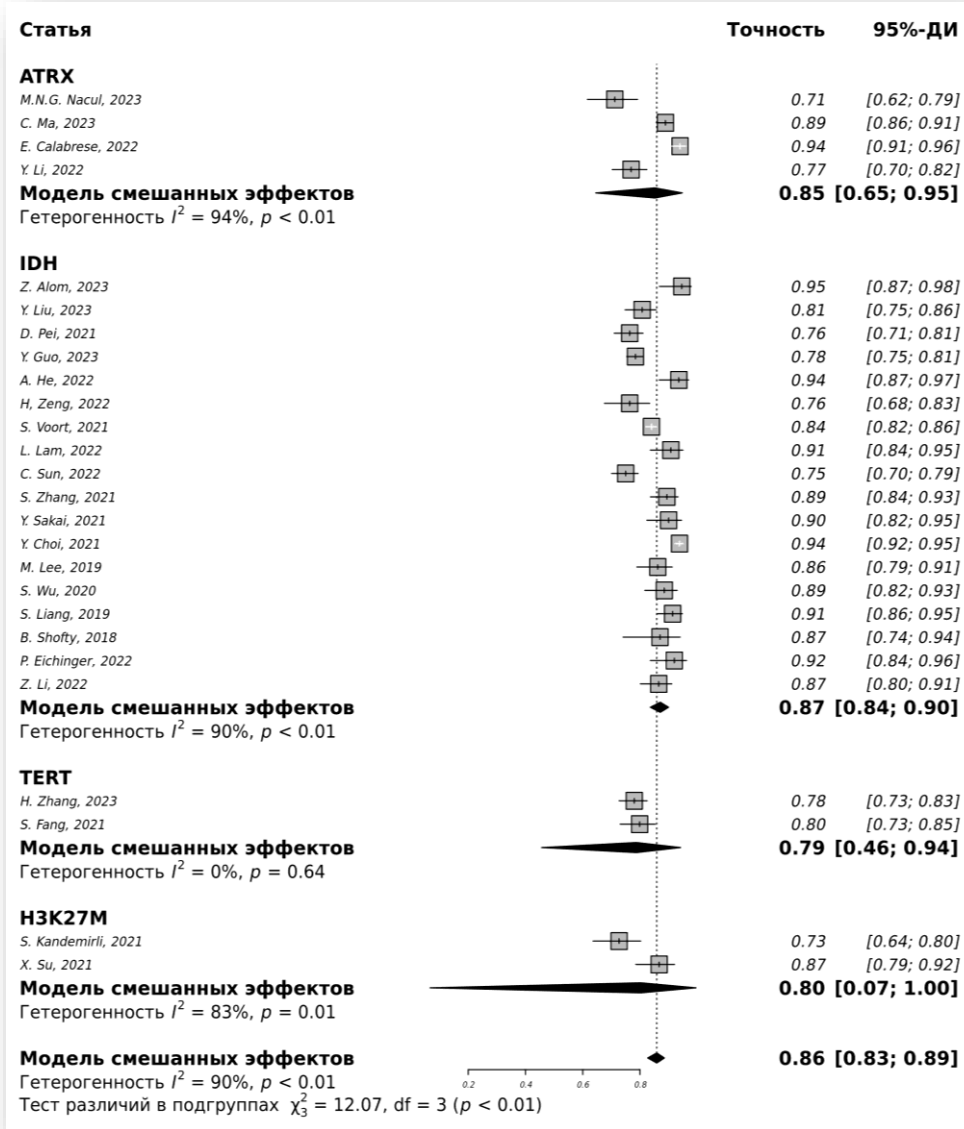 Статья Точность 95%-ДИ
ATRX
M.N.G. Nacul, 2023 0.71 [0.62; 0.79]
C. Ma, 2023 0.89 [0.86; 0.91]
E. Calabrese, 2022 0.94 [0.91; 0.96]
Y. Li, 2022 0.77 [0.70; 0.82]
Модель смешанных эффектов 0.85 [0.65; 0.95]
Гетерогенность I² = 94%, p < 0.01
IDH
Z. Alom, 2023 0.95 [0.87; 0.98]
Y. Liu, 2023 0.81 [0.75; 0.86]
D. Pei, 2021 0.76 [0.71; 0.81]
Y. Guo, 2023 0.78 [0.75; 0.81]
A. He, 2022 0.94 [0.87; 0.97]
H, Zeng, 2022 0.76 [0.68; 0.83]
S. Voort, 2021 0.84 [0.82; 0.86]
L. Lam, 2022 0.91 [0.84; 0.95]
C. Sun, 2022 0.75 [0.70; 0.79]
S. Zhang, 2021 0.89 [0.84; 0.93]
Y. Sakai, 2021 0.90 [0.82; 0.95]
Y. Choi, 2021 0.94 [0.92; 0.95]
M. Lee, 2019 0.86 [0.79; 0.91]
S. Wu, 2020 0.89 [0.82; 0.93]
S. Liang, 2019 0.91 [0.86; 0.95]
B. Shofty, 2018 0.87 [0.74; 0.94]
P. Eichinger, 2022 0.92 [0.84; 0.96]
Z. Li, 2022 0.87 [0.80; 0.91]
Модель смешанных эффектов 0.87 [0.84; 0.90]
Гетерогенность I² = 90%, p < 0.01
TERT
H. Zhang, 2023 0.78 [0.73; 0.83]
S. Fang, 2021 0.80 [0.73; 0.85]
Модель смешанных эффектов 0.79 [0.46; 0.94]
Гетерогенность I² = 0%, p = 0.64
H3K27M
S. Kandemirli, 2021 0.73 [0.64; 0.80]
X. Su, 2021 0.87 [0.79; 0.92]
Модель смешанных эффектов 0.80 [0.07; 1.00]
Гетерогенность I² = 83%, p = 0.01
Модель смешанных эффектов 0.86 [0.83; 0.89]
Гетерогенность I² = 90%, p < 0.01
0.2 0.4 0.6 0.8
Тест различий в подгруппах χ²₃ = 12.07, df = 3 (p < 0.01)